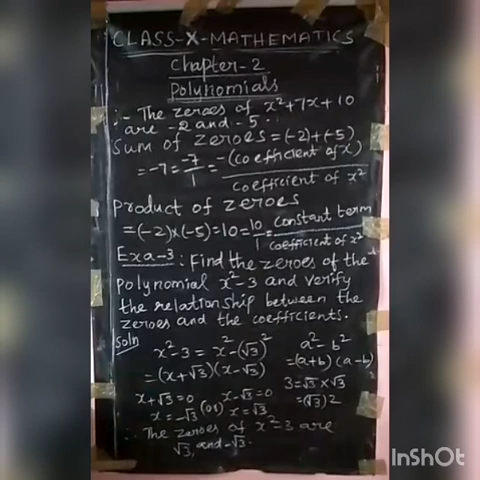 CLASS-X-MATHEMATICS
Chapter-2
Polynomials
∴- The zeroes of x²+7x+10
are -2 and -5.
Sum of zeroes = (-2)+(-5)
= -7 = -7/1 = -(coefficient of x)/coefficient of x²
product of zeroes
= (-2)×(-5) = 10 = 10/1 = constant term/coefficient of x²
Exa-3: Find the zeroes of the
polynomial x²-3 and verify
the relationship between the
zeroes and the coefficients.
Soln
x²-3 = x²-(√3)² a²-b²
= (x+√3)(x-√3) =(a+b)(a-b)
x+√3=0 x-√3=0 3=√3×√3
x=-√3 (or) x=√3 =(√3)2
∴ The zeroes of x²-3 are
√3, and -√3.
InShOt